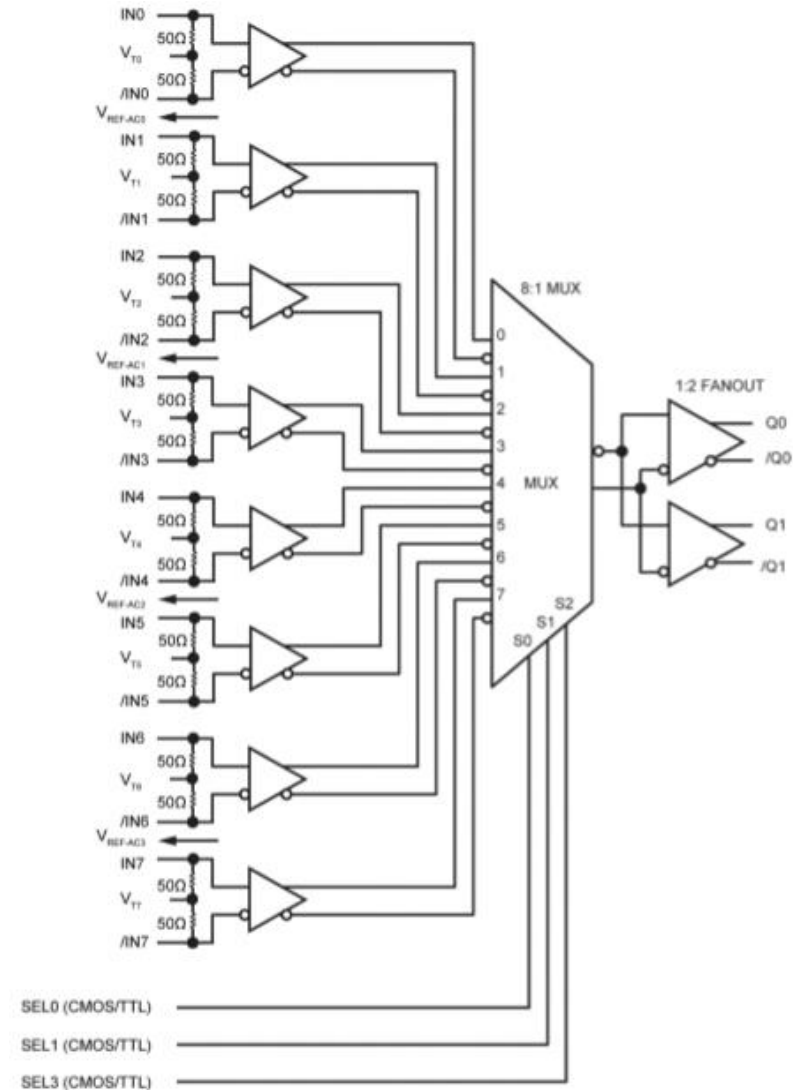 IN0
50Ω
VT0
50Ω
/IN0
VREF-AC0
IN1
50Ω
VT1
50Ω
/IN1
IN2
50Ω
VT2
50Ω
/IN2
VREF-AC1
IN3
50Ω
VT3
50Ω
/IN3
IN4
50Ω
VT4
50Ω
/IN4
VREF-AC2
IN5
50Ω
VT5
50Ω
/IN5
IN6
50Ω
VT6
50Ω
/IN6
VREF-AC3
IN7
50Ω
VT7
50Ω
/IN7
8:1 MUX
0
1
2
3
4
5
6
7
MUX
S0
S1
S2
1:2 FANOUT
Q0
/Q0
Q1
/Q1
SEL0 (CMOS/TTL)
SEL1 (CMOS/TTL)
SEL3 (CMOS/TTL)